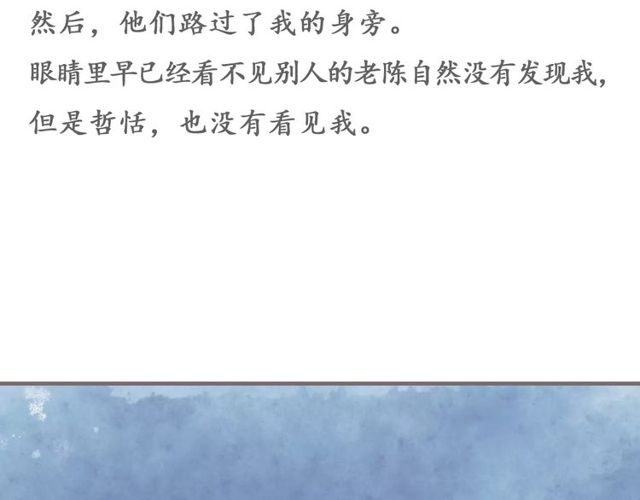 然后，他们路过了我的身旁。
眼睛里早已经看不见别人的老陈自然没有发现我，
但是哲恬，也没有看见我。